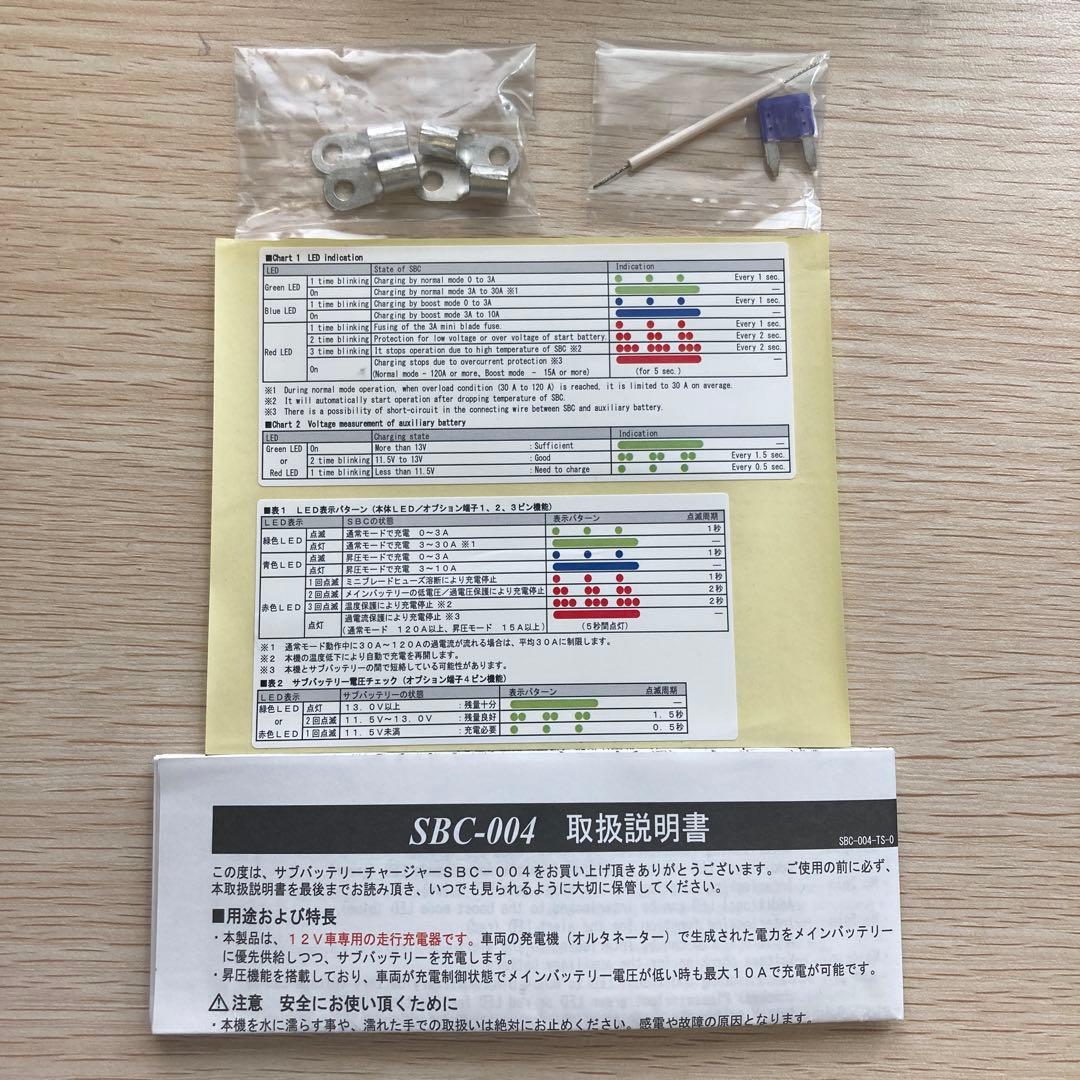 ■Chart 1 LED indication
LED State of SBC Indication
Green LED 1 time blinking Charging by normal mode 0 to 3A Every 1 sec.
On Charging by normal mode 3A to 30A ※1 —
Blue LED 1 time blinking Charging by boost mode 0 to 3A Every 1 sec.
On Charging by boost mode 3A to 10A —
Red LED 1 time blinking Fusing of the 3A mini blade fuse. Every 1 sec.
2 time blinking Protection for low voltage or over voltage of start battery. Every 2 sec.
3 time blinking It stops operation due to high temperature of SBC ※2 Every 2 sec.
On Charging stops due to overcurrent protection ※3 —
(Normal mode - 120A or more, Boost mode - 15A or more) (for 5 sec.)
※1 During normal mode operation, when overload condition (30 A to 120 A) is reached, it is limited to 30 A on average.
※2 It will automatically start operation after dropping temperature of SBC.
※3 There is a possibility of short-circuit in the connecting wire between SBC and auxiliary battery.
■Chart 2 Voltage measurement of auxiliary battery
LED Charging state Indication
Green LED or Red LED On More than 13V : Sufficient —
2 time blinking 11.5V to 13V : Good Every 1.5 sec.
1 time blinking Less than 11.5V : Need to charge Every 0.5 sec.
■表1 LED表示パターン (本体LED/オプション端子1、2、3ピン機能)
LED表示 SBCの状態 表示パターン 点滅周期
緑色LED 点滅 通常モードで充電 0~3A 1秒
点灯 通常モードで充電 3~30A ※1 —
青色LED 点滅 昇圧モードで充電 0~3A 1秒
点灯 昇圧モードで充電 3~10A —
赤色LED 1回点滅 ミニブレードヒューズ溶断により充電停止 1秒
2回点滅 メインバッテリーの低電圧/過電圧保護により充電停止 2秒
3回点滅 温度保護により充電停止 ※2 2秒
点灯 過電流保護により充電停止 ※3 —
(通常モード 120A以上、昇圧モード 15A以上) (5秒間点灯)
※1 通常モード動作中に30A~120Aの過電流が流れる場合は、平均30Aに制限します。
※2 本機の温度低下により自動で充電を再開します。
※3 本機とサブバッテリーの間で短絡している可能性があります。
■表2 サブバッテリー電圧チェック (オプション端子4ピン機能)
LED表示 サブバッテリーの状態 表示パターン 点滅周期
緑色LED or 赤色LED 点灯 13.0V以上 :残量十分 —
2回点滅 11.5V~13.0V :残量良好 1.5秒
1回点滅 11.5V未満 :充電必要 0.5秒
SBC-004 取扱説明書
SBC-004-TS-0
この度は、サブバッテリーチャージャーSBC-004をお買い上げ頂きありがとうございます。 ご使用の前に必ず、
本取扱説明書を最後までお読み頂き、いつでも見られるように大切に保管してください。
■用途および特長
・本製品は、12V車専用の走行充電器です。車両の発電機(オルタネーター)で生成された電力をメインバッテリー
に優先供給しつつ、サブバッテリーを充電します。
・昇圧機能を搭載しており、車両が充電制御状態でメインバッテリー電圧が低い時も最大10Aで充電が可能です。
⚠注意 安全にお使い頂くために
・本機を水に濡らす事や、濡れた手での取扱いは絶対にお止めください。感電や故障の原因となります。